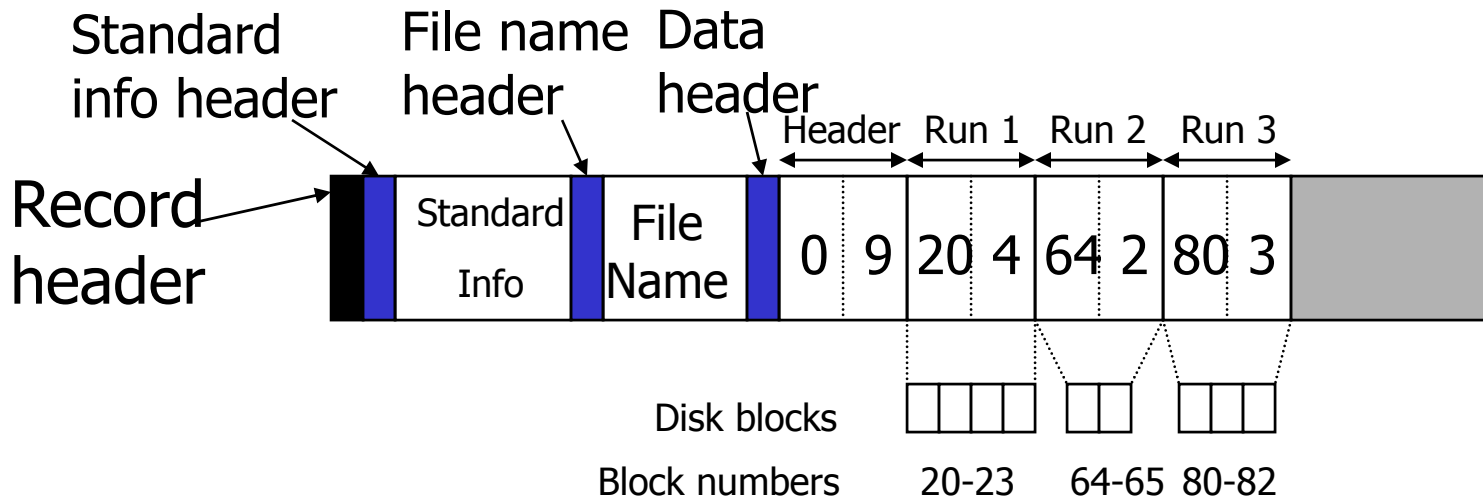 Standard
info header
File name
header
Data
header
Header Run 1 Run 2 Run 3
Record
header
Standard
Info
File
Name
0 9 20 4 64 2 80 3
Disk blocks
Block numbers 20-23 64-65 80-82